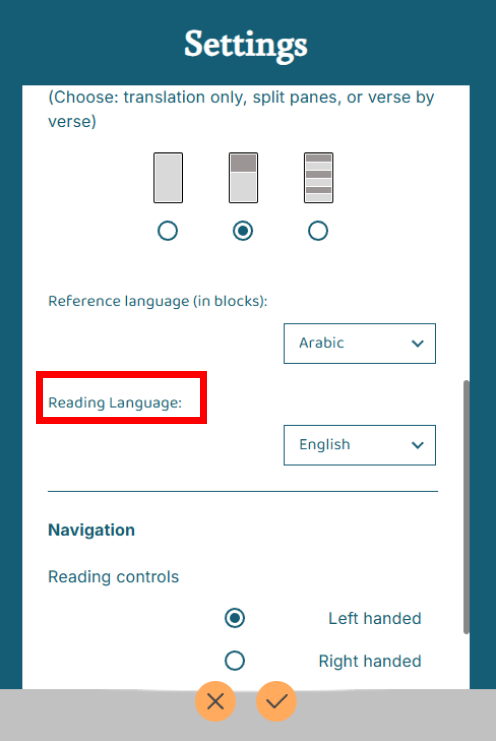 Settings
(Choose: translation only, split panes, or verse by
verse)
Reference language (in blocks):
Arabic
Reading Language:
English
Navigation
Reading controls
Left handed
Right handed